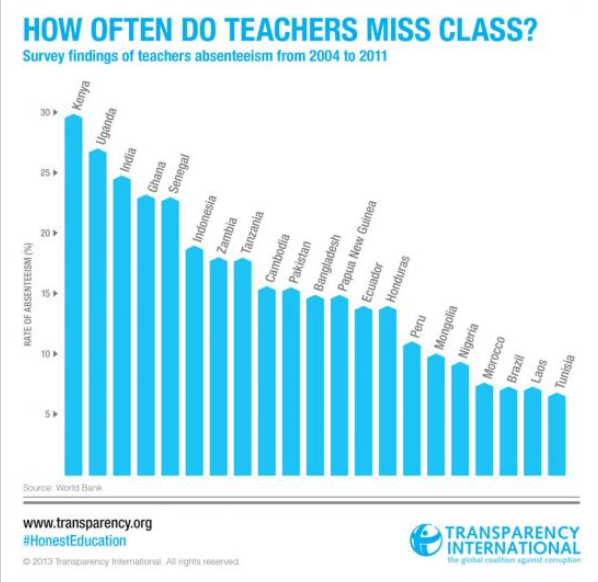 HOW OFTEN DO TEACHERS MISS CLASS?
Survey findings of teachers absenteeism from 2004 to 2011
RATE OF ABSENTEEISM (%)
30
25
20
15
10
5
Kenya
Uganda
India
Ghana
Senegal
Indonesia
Zambia
Tanzania
Cambodia
Pakistan
Bangladesh
Papua New Guinea
Ecuador
Honduras
Peru
Mongolia
Nigeria
Morocco
Brazil
Laos
Tunisia
Source: World Bank
www.transparency.org
#HonestEducation
© 2013 Transparency International. All rights reserved.
TRANSPARENCY
INTERNATIONAL
the global coalition against corruption